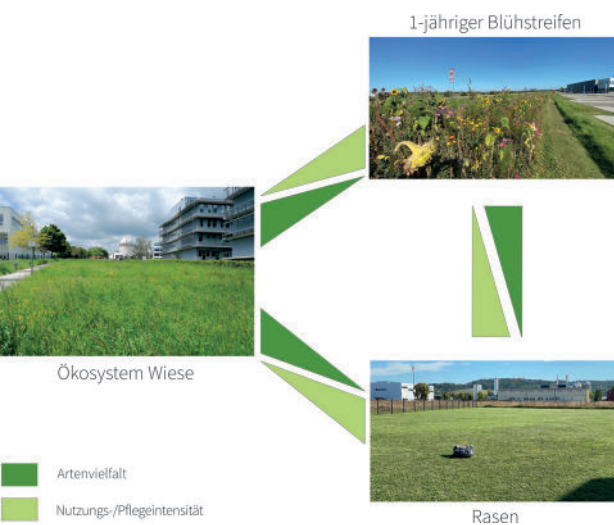 1-jähriger Blühstreifen
Ökosystem Wiese
Artenvielfalt
Nutzungs-/Pflegeintensität
Rasen